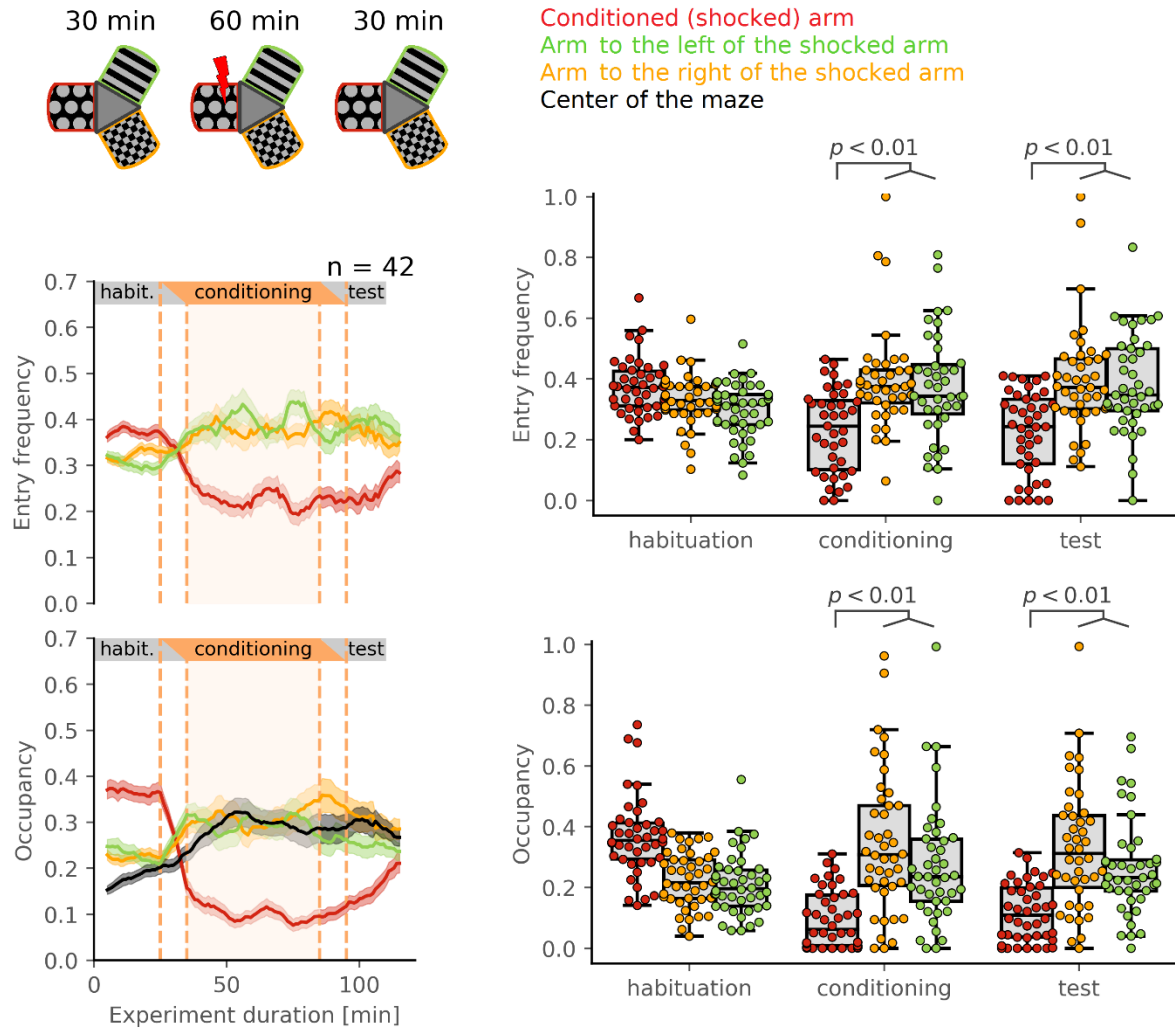 30 min 60 min 30 min
Conditioned (shocked) arm
Arm to the left of the shocked arm
Arm to the right of the shocked arm
Center of the maze
n = 42
habit. conditioning test
0.7
0.6
0.5
0.4
0.3
0.2
0.1
0.0
Entry frequency
habit. conditioning test
0.7
0.6
0.5
0.4
0.3
0.2
0.1
0.0
Occupancy
0 50 100
Experiment duration [min]
p < 0.01 p < 0.01
1.0
0.8
0.6
0.4
0.2
0.0
Entry frequency
habituation conditioning test
p < 0.01 p < 0.01
1.0
0.8
0.6
0.4
0.2
0.0
Occupancy
habituation conditioning test